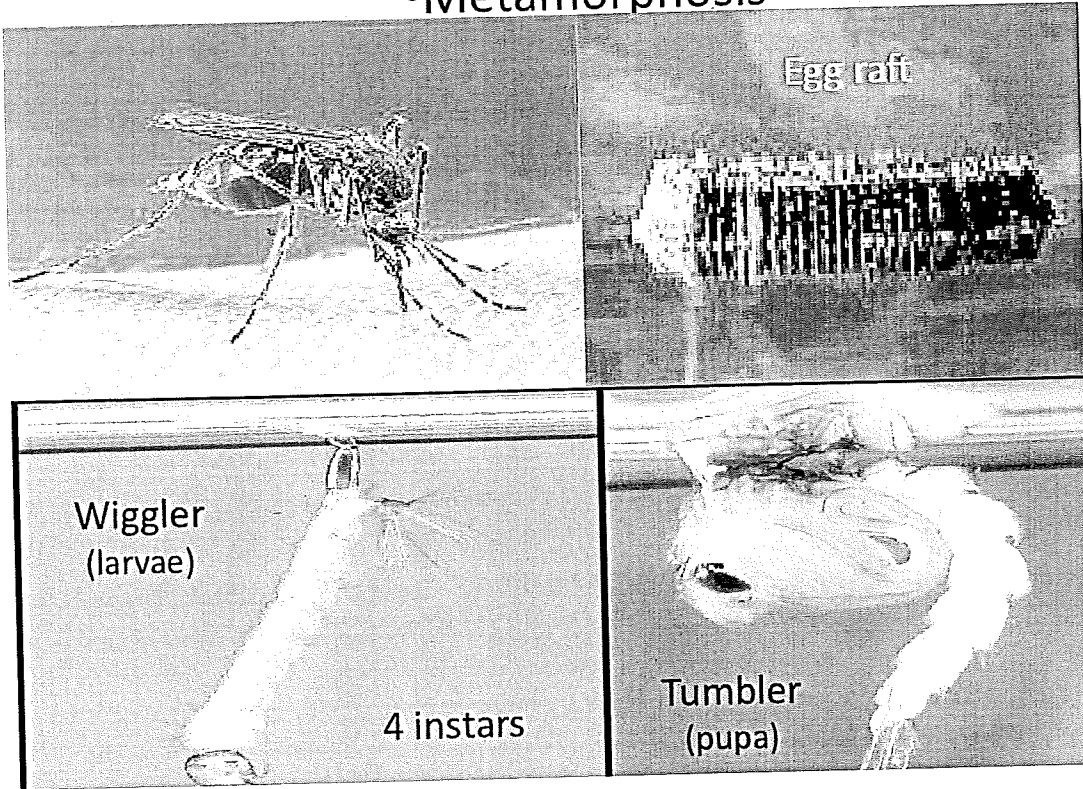 •Metamorphosis
Egg raft
Wiggler
(larvae)
4 instars
Tumbler
(pupa)